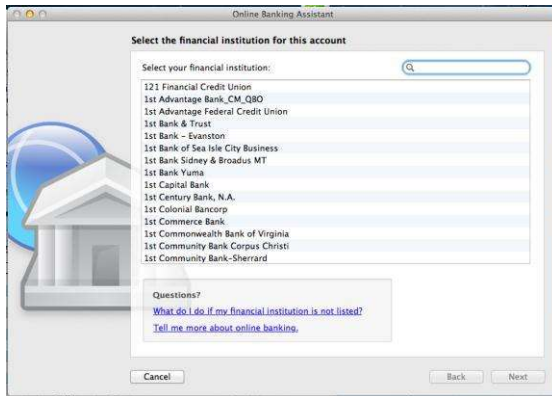 Online Banking Assistant
Select the financial institution for this account
Select your financial institution:
121 Financial Credit Union
1st Advantage Bank_CM_QBO
1st Advantage Federal Credit Union
1st Bank & Trust
1st Bank - Evanston
1st Bank of Sea Isle City Business
1st Bank Sidney & Broadus MT
1st Bank Yuma
1st Capital Bank
1st Century Bank, N.A.
1st Colonial Bancorp
1st Commerce Bank
1st Commonwealth Bank of Virginia
1st Community Bank Corpus Christi
1st Community Bank-Sherrard
Questions?
What do I do if my financial institution is not listed?
Tell me more about online banking.
Cancel
Back
Next